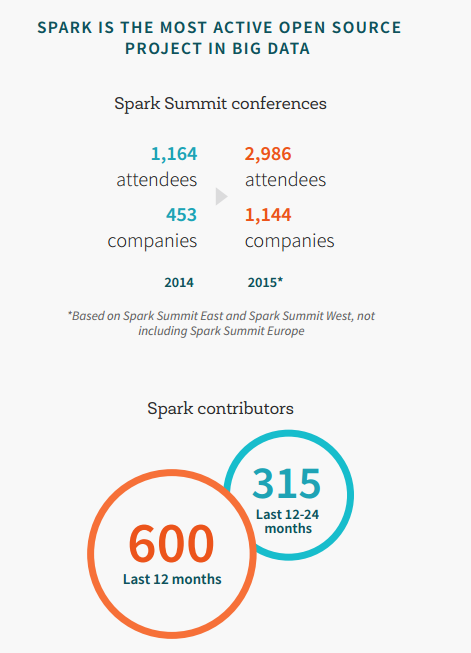 SPARK IS THE MOST ACTIVE OPEN SOURCE
PROJECT IN BIG DATA
Spark Summit conferences
1,164
attendees
453
companies
2014
2,986
attendees
1,144
companies
2015*
*Based on Spark Summit East and Spark Summit West, not
including Spark Summit Europe
Spark contributors
315
Last 12-24
months
600
Last 12 months